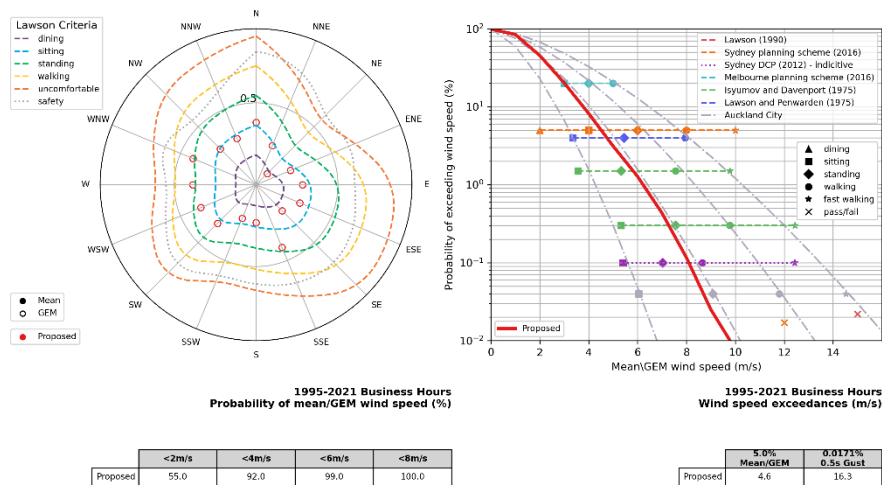 Lawson Criteria
dining
sitting
standing
walking
uncomfortable
safety
N
NNE
NE
ENE
E
ESE
SE
SSE
S
SSW
SW
WSW
W
WNW
NW
NNW
0.5
Mean
GEM
Proposed
1995-2021 Business Hours
Probability of mean/GEM wind speed (%)
<2m/s <4m/s <6m/s <8m/s
Proposed 55.0 92.0 99.0 100.0
Probability of exceeding wind speed (%)
10²
10¹
10⁰
10⁻¹
10⁻²
0 2 4 6 8 10 12 14
Mean\GEM wind speed (m/s)
Lawson (1990)
Sydney planning scheme (2016)
Sydney DCP (2012) - indicitive
Melbourne planning scheme (2016)
Isyumov and Davenport (1975)
Lawson and Penwarden (1975)
Auckland City
dining
sitting
standing
walking
fast walking
pass/fail
Proposed
1995-2021 Business Hours
Wind speed exceedances (m/s)
5.0% 0.0171%
Mean/GEM 0.5s Gust
Proposed 4.6 16.3